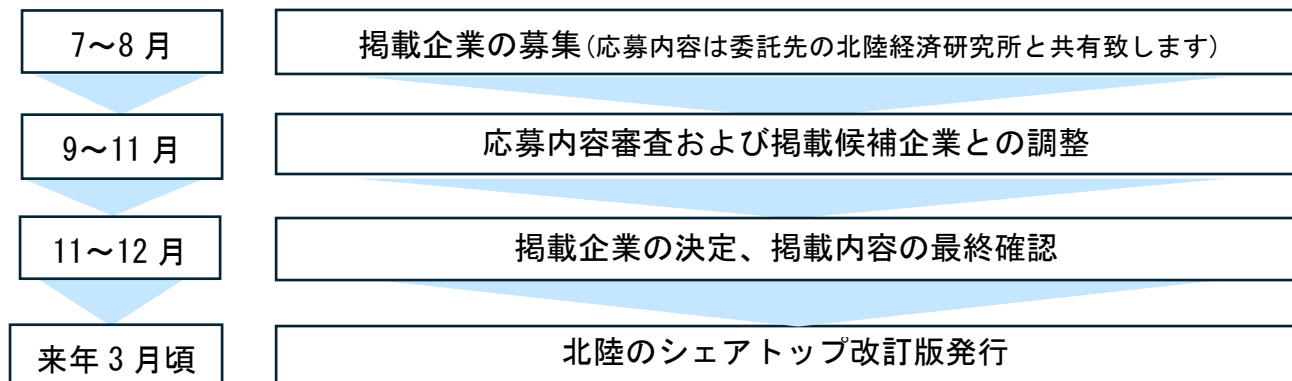 7～8 月 掲載企業の募集(応募内容は委託先の北陸経済研究所と共有致します)
9～11 月 応募内容審査および掲載候補企業との調整
11～12 月 掲載企業の決定、掲載内容の最終確認
来年 3 月頃 北陸のシェアトップ改訂版発行